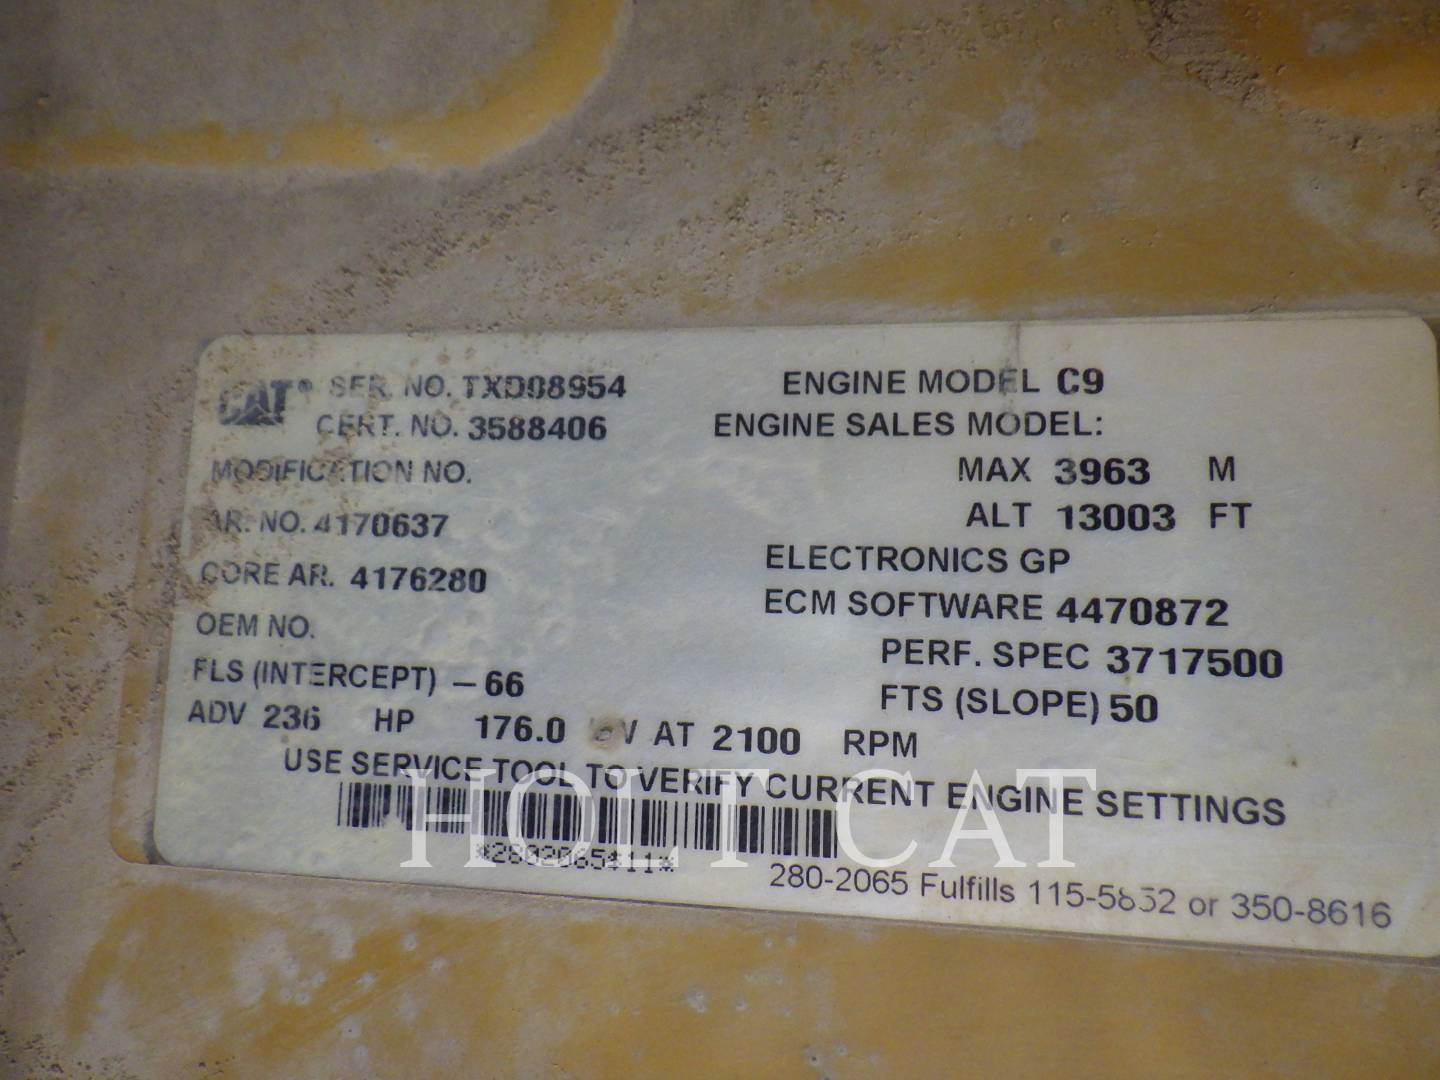 CAT® SER. NO. TXD08954 ENGINE MODEL C9
CERT. NO. 3588406 ENGINE SALES MODEL:
MODIFICATION NO. MAX 3963 M
AR. NO. 4170637 ALT 13003 FT
CORE AR. 4176280 ELECTRONICS GP
OEM NO. ECM SOFTWARE 4470872
FLS (INTERCEPT) -66 PERF. SPEC 3717500
FTS (SLOPE) 50
ADV 236 HP 176.0 AT 2100 RPM
USE SERVICE TOOL TO VERIFY CURRENT ENGINE SETTINGS
HOLT CAT
*2802065$11*
280-2065 Fulfills or 350-8616